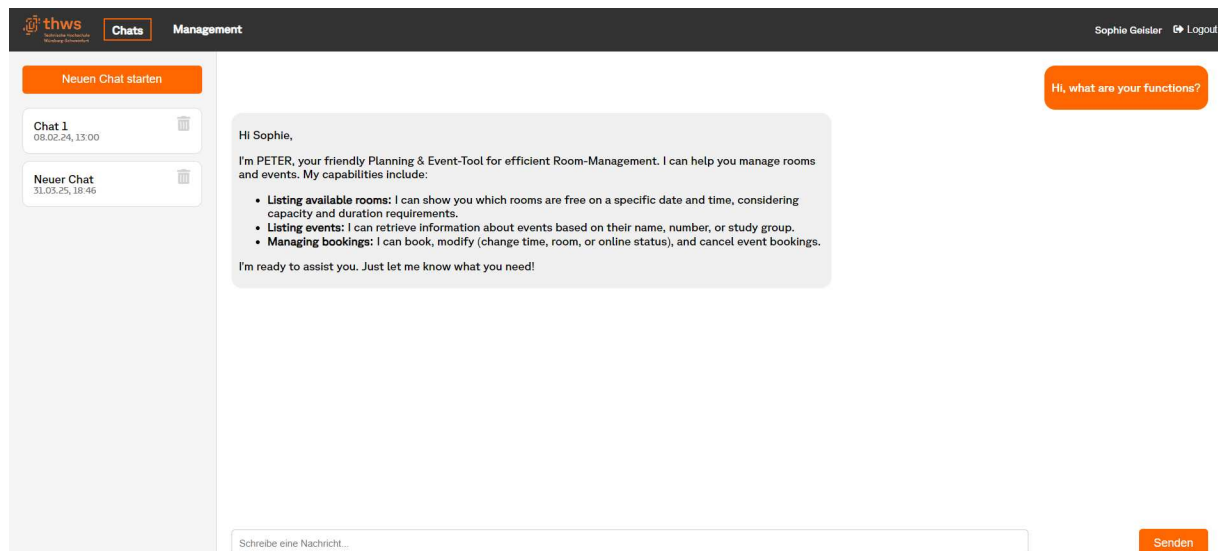 thws
Technische Hochschule
Würzburg-Schweinfurt
Chats
Management
Sophie Geisler
Logout
Neuen Chat starten
Chat 1
08.02.24, 13:00
Neuer Chat
31.03.25, 18:46
Hi, what are your functions?
Hi Sophie,
I'm PETER, your friendly Planning & Event-Tool for efficient Room-Management. I can help you manage rooms
and events. My capabilities include:
• Listing available rooms: I can show you which rooms are free on a specific date and time, considering
capacity and duration requirements.
• Listing events: I can retrieve information about events based on their name, number, or study group.
• Managing bookings: I can book, modify (change time, room, or online status), and cancel event bookings.
I'm ready to assist you. Just let me know what you need!
Schreibe eine Nachricht...
Senden